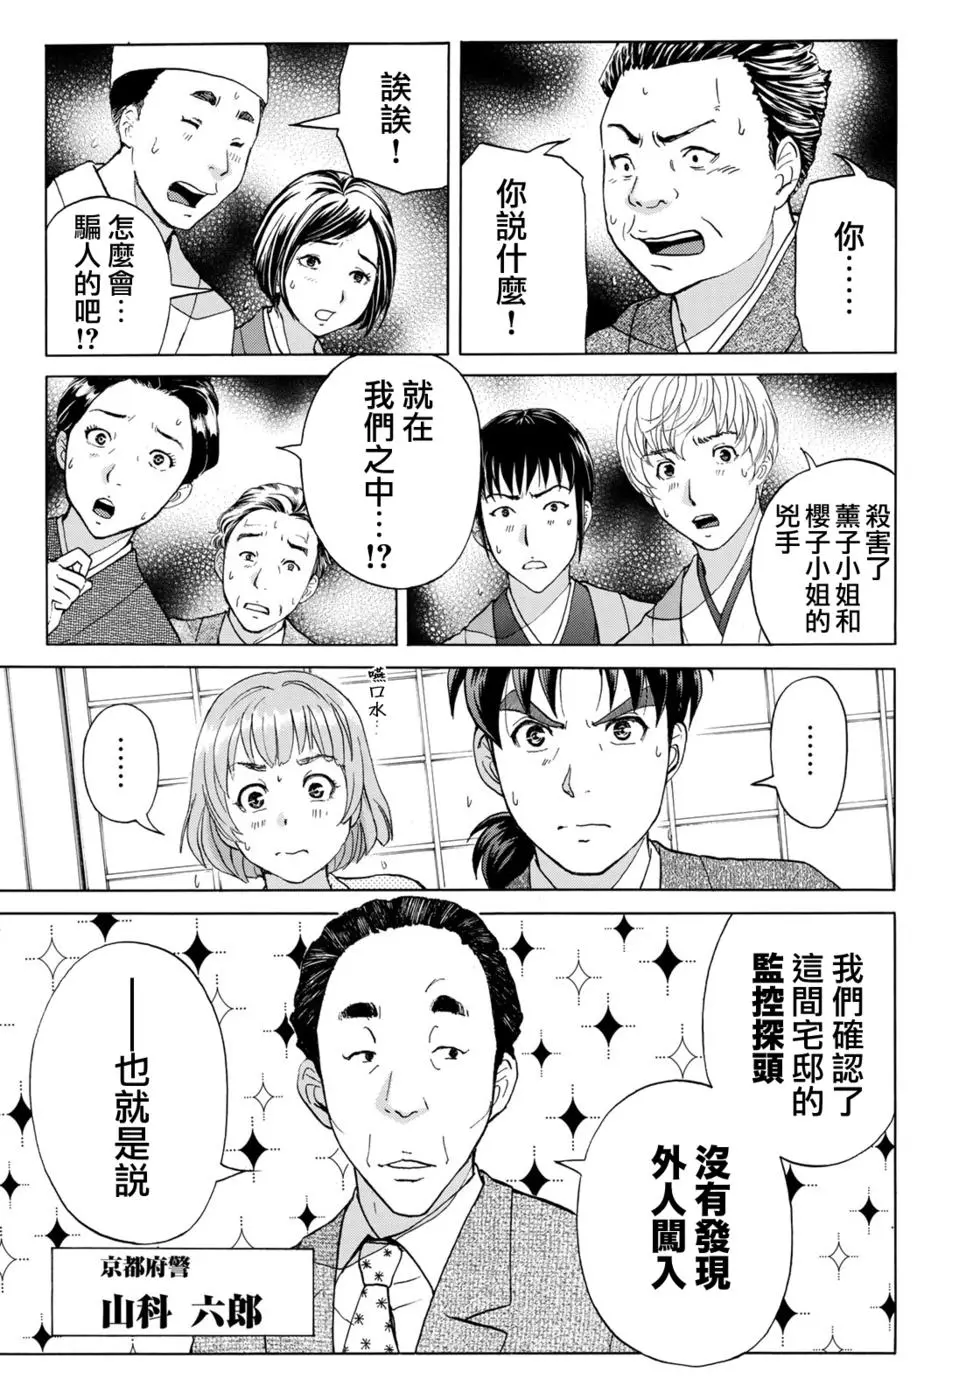 你……
你說什麼！
誒誒！
怎麼會…
騙人的吧!?
殺害了
薰子小姐和
櫻子小姐的
兇手
就在
我們之中…!?
……
嚥口水…
……
我們確認了
這間宅邸的
監控探頭
沒有發現
外人闖入
——也就是說
京都府警
山科 六郎